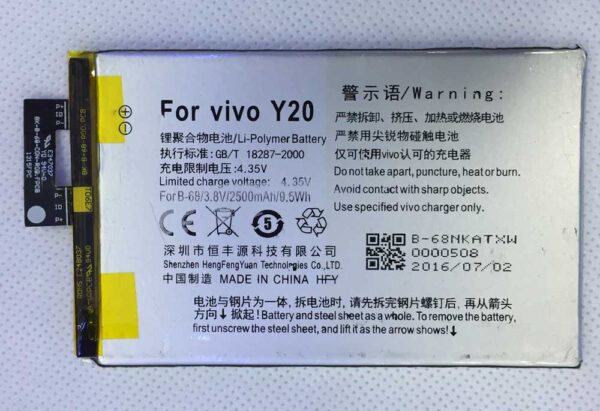 For vivo Y20
锂聚合物电池/Li-Polymer Battery
执行标准: GB/T 18287-2000
充电限制电压: 4.35V
Limited charge voltage: 4.35V
For B-68/3.8V/2500mAh/9.5Wh
5
深圳市恒丰源科技有限公司
Shenzhen HengFengYuan Technologies Co.,Ltd.
中国制造 MADE IN CHINA HFY
警示语/Warning:
严禁拆卸、挤压、加热或燃烧电池
严禁用尖锐物碰触电池
仅可使用vivo认可的充电器
Do not take apart, puncture, heat or burn.
Avoid contact with sharp objects.
Use specified vivo charger only.
B-68NKATXW
0000508
2016/07/02
电池与钢片为一体，拆电池时，请先拆完钢片螺钉后，再从箭头
方向↓掀起！Battery and steel sheet as a whole. To remove the battery,
first unscrew the steel sheet, and lift it as the arrow shows!↓